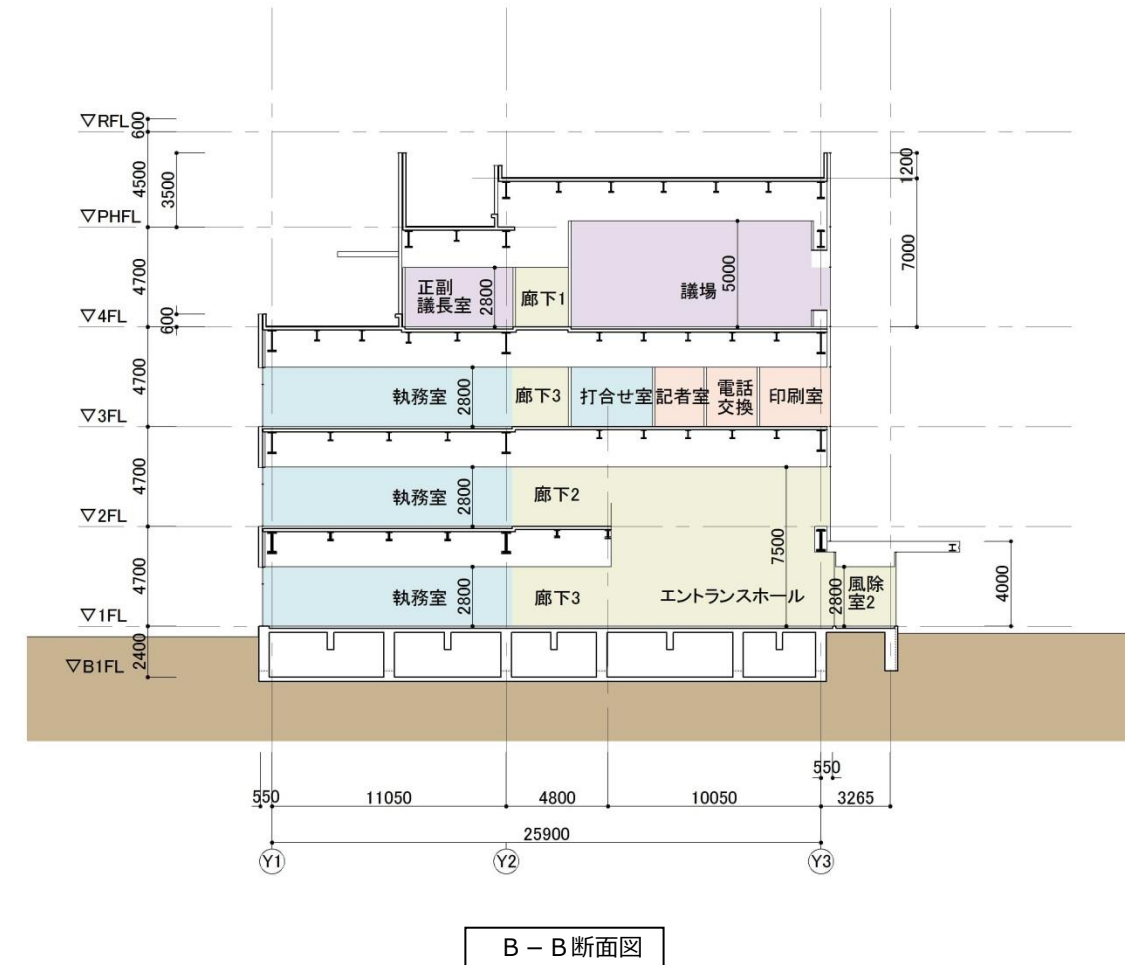 ▽RFL
600
4500
3500
1200
▽PHFL
7000
4700
5000
正副
議長室
2800
廊下1
議場
▽4FL
600
4700
執務室
2800
廊下3
打合せ室
記者室
電話
交換
印刷室
▽3FL
4700
執務室
2800
廊下2
▽2FL
7500
4700
執務室
2800
廊下3
エントランスホール
2800
風除
室2
4000
▽1FL
2400
▽B1FL
550
550
11050
4800
10050
3265
25900
Y1
Y2
Y3
B－B断面図